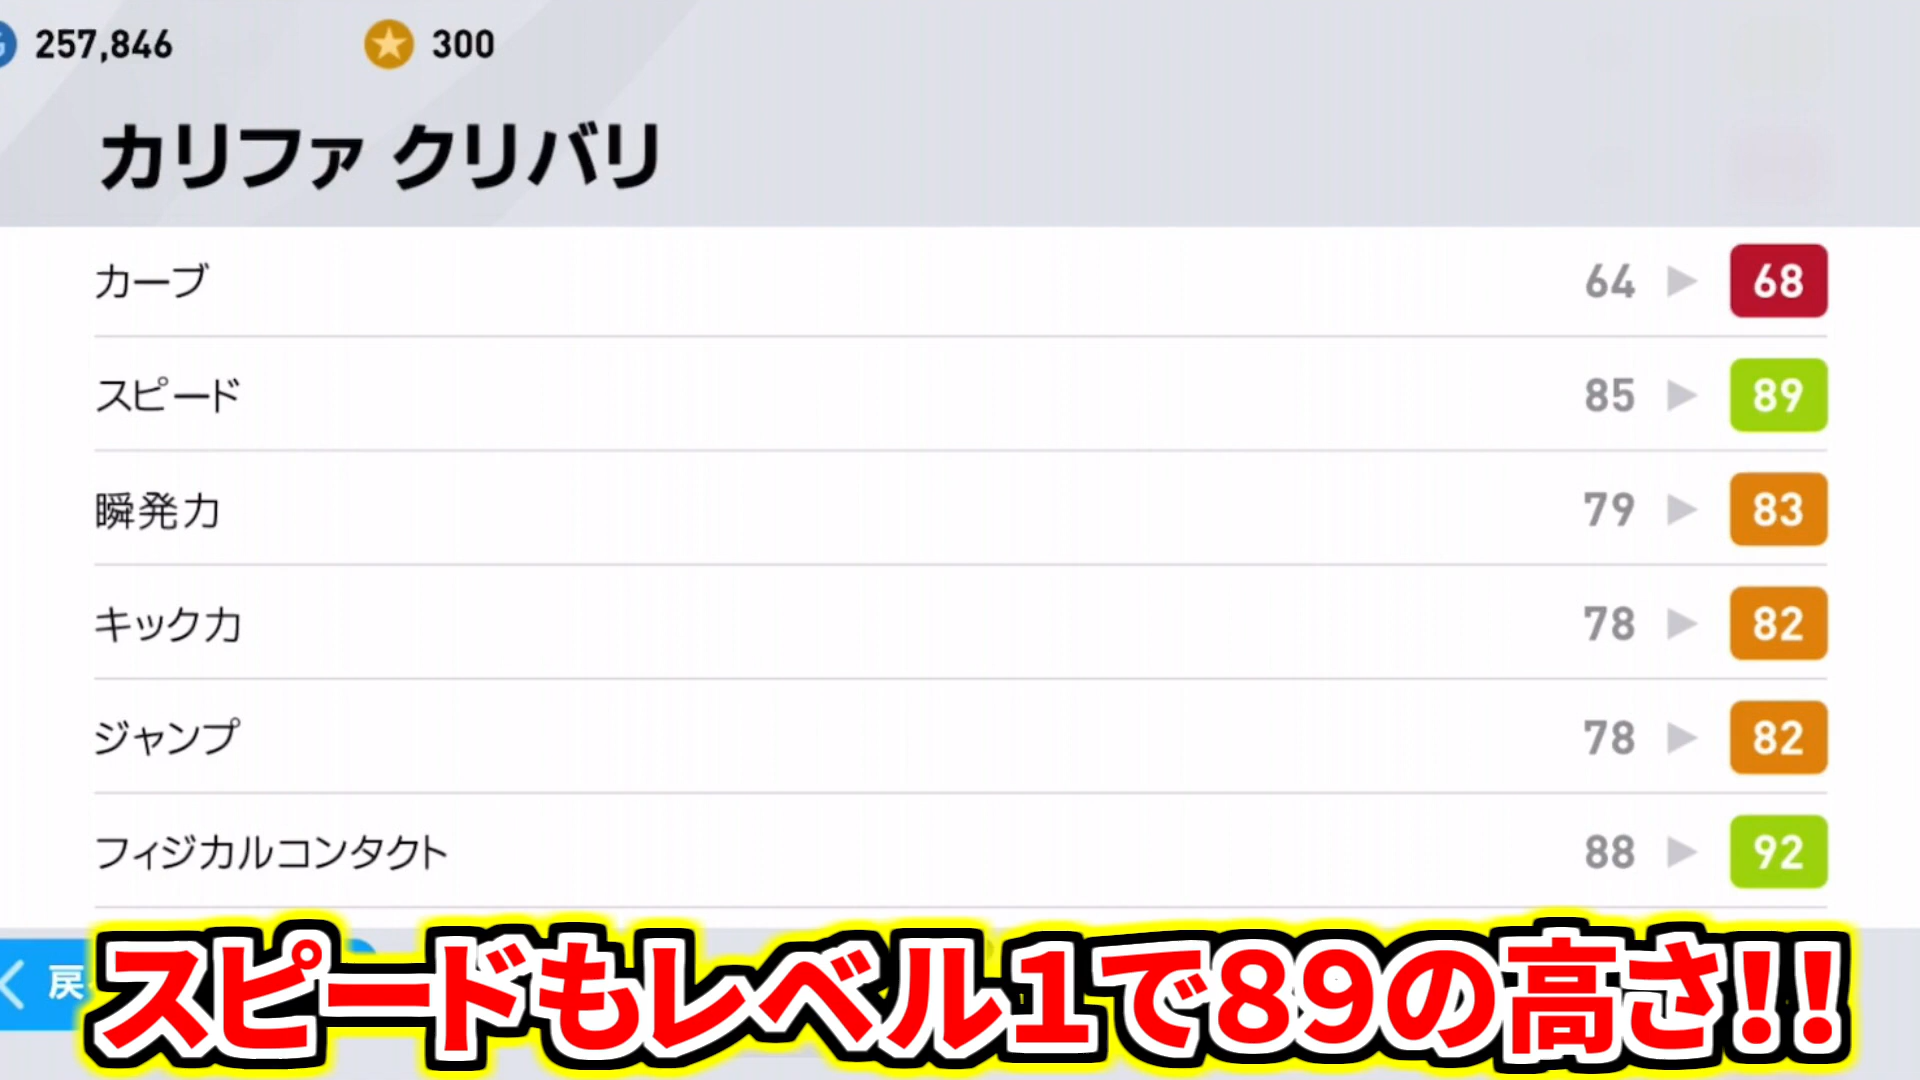 257,846 300
カリファ クリバリ
カーブ 64 ▶ 68
スピード 85 ▶ 89
瞬発力 79 ▶ 83
キック力 78 ▶ 82
ジャンプ 78 ▶ 82
フィジカルコンタクト 88 ▶ 92
戻
スピードもレベル1で89の高さ!!